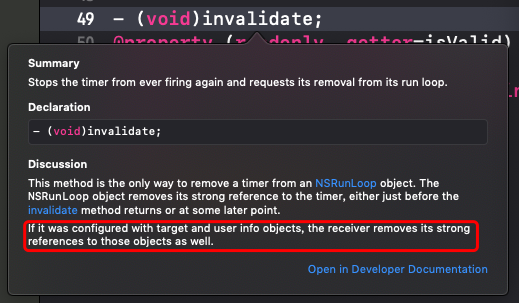 49 - (void)invalidate;
50 @property (readonly, getter=isValid)
Summary
Stops the timer from ever firing again and requests its removal from its run loop.
Declaration
- (void)invalidate;
Discussion
This method is the only way to remove a timer from an NSRunLoop object. The
NSRunLoop object removes its strong reference to the timer, either just before the
invalidate method returns or at some later point.
If it was configured with target and user info objects, the receiver removes its strong
references to those objects as well.
Open in Developer Documentation